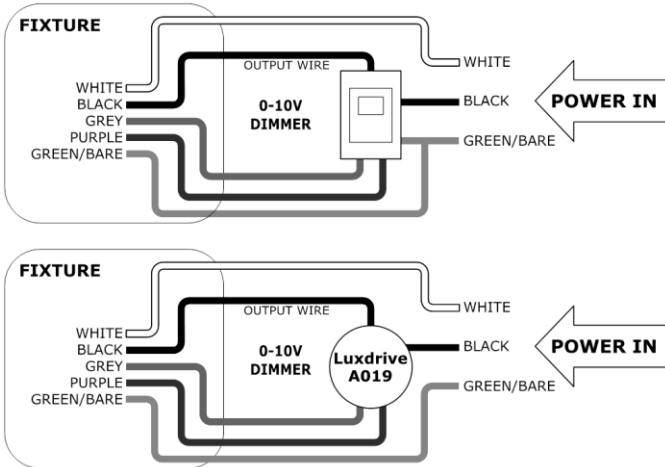 FIXTURE
OUTPUT WIRE
WHITE
WHITE
BLACK
0-10V
DIMMER
BLACK
POWER IN
GREY
PURPLE
GREEN/BARE
GREEN/BARE
FIXTURE
OUTPUT WIRE
WHITE
WHITE
BLACK
0-10V
DIMMER
Luxdrive
A019
BLACK
POWER IN
GREY
PURPLE
GREEN/BARE
GREEN/BARE